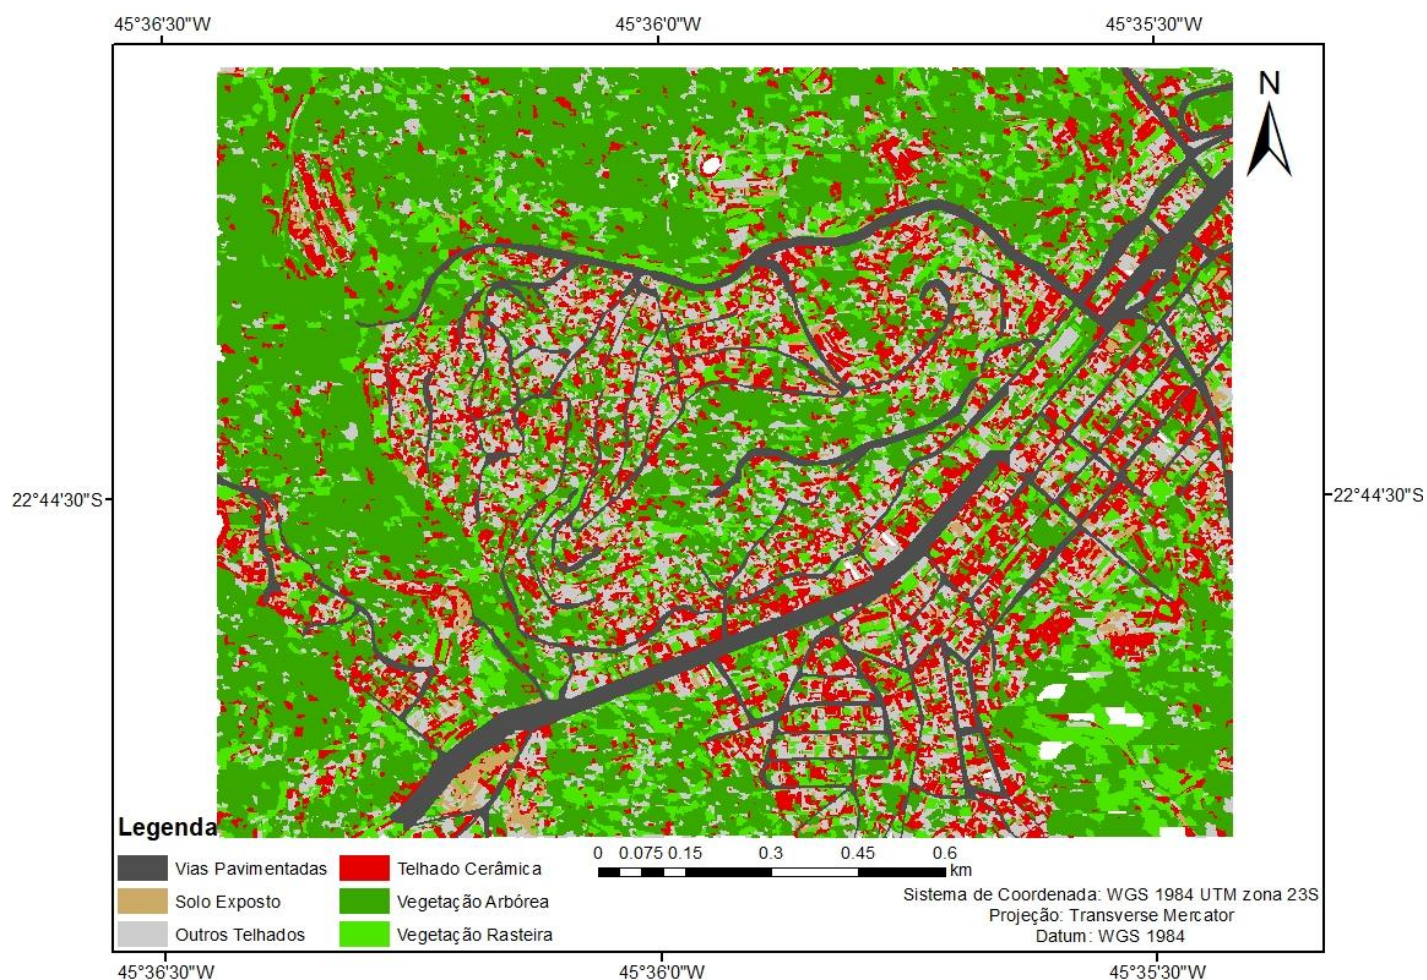 45°36'30"W 45°36'0"W 45°35'30"W
N
22°44'30"S 22°44'30"S
Legenda
Vias Pavimentadas
Solo Exposto
Outros Telhados
Telhado Cerâmica
Vegetação Arbórea
Vegetação Rasteira
0 0.075 0.15 0.3 0.45 0.6
km
Sistema de Coordenada: WGS 1984 UTM zona 23S
Projeção: Transverse Mercator
Datum: WGS 1984
45°36'30"W 45°36'0"W 45°35'30"W